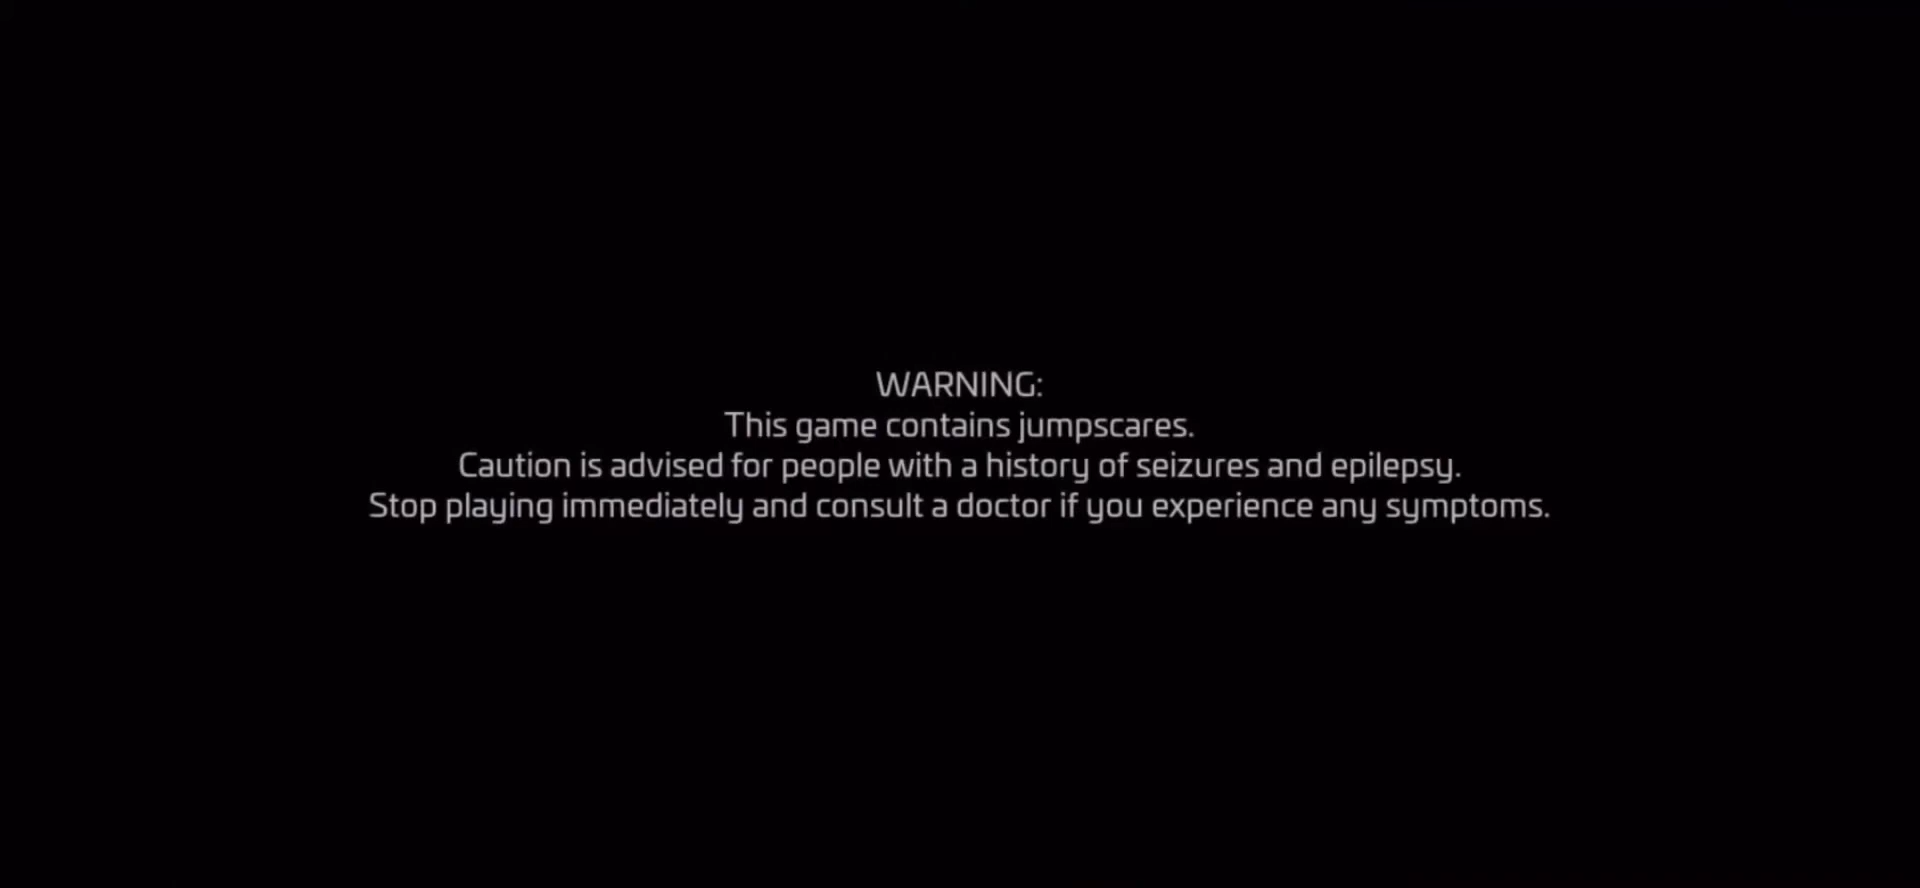 WARNING:
This game contains jumpscares.
Caution is advised for people with a history of seizures and epilepsy.
Stop playing immediately and consult a doctor if you experience any symptoms.